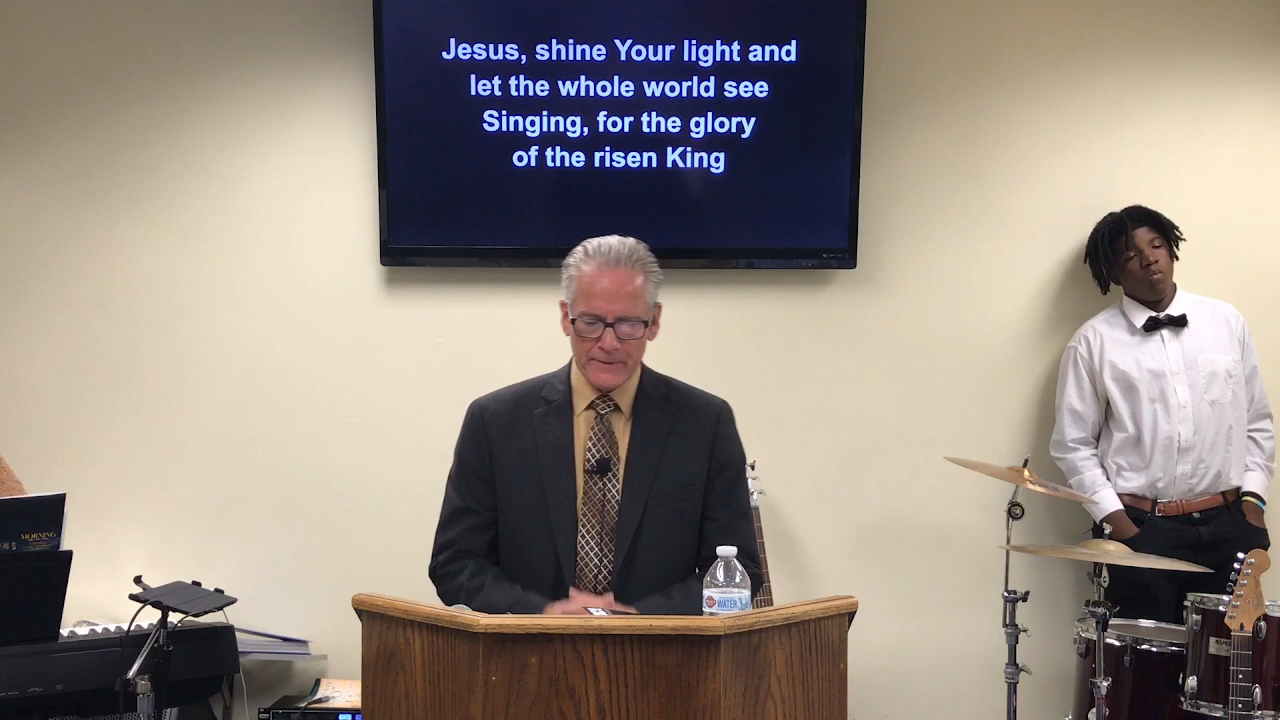 Jesus, shine Your light and
let the whole world see
Singing, for the glory
of the risen King
MORNING
WATER